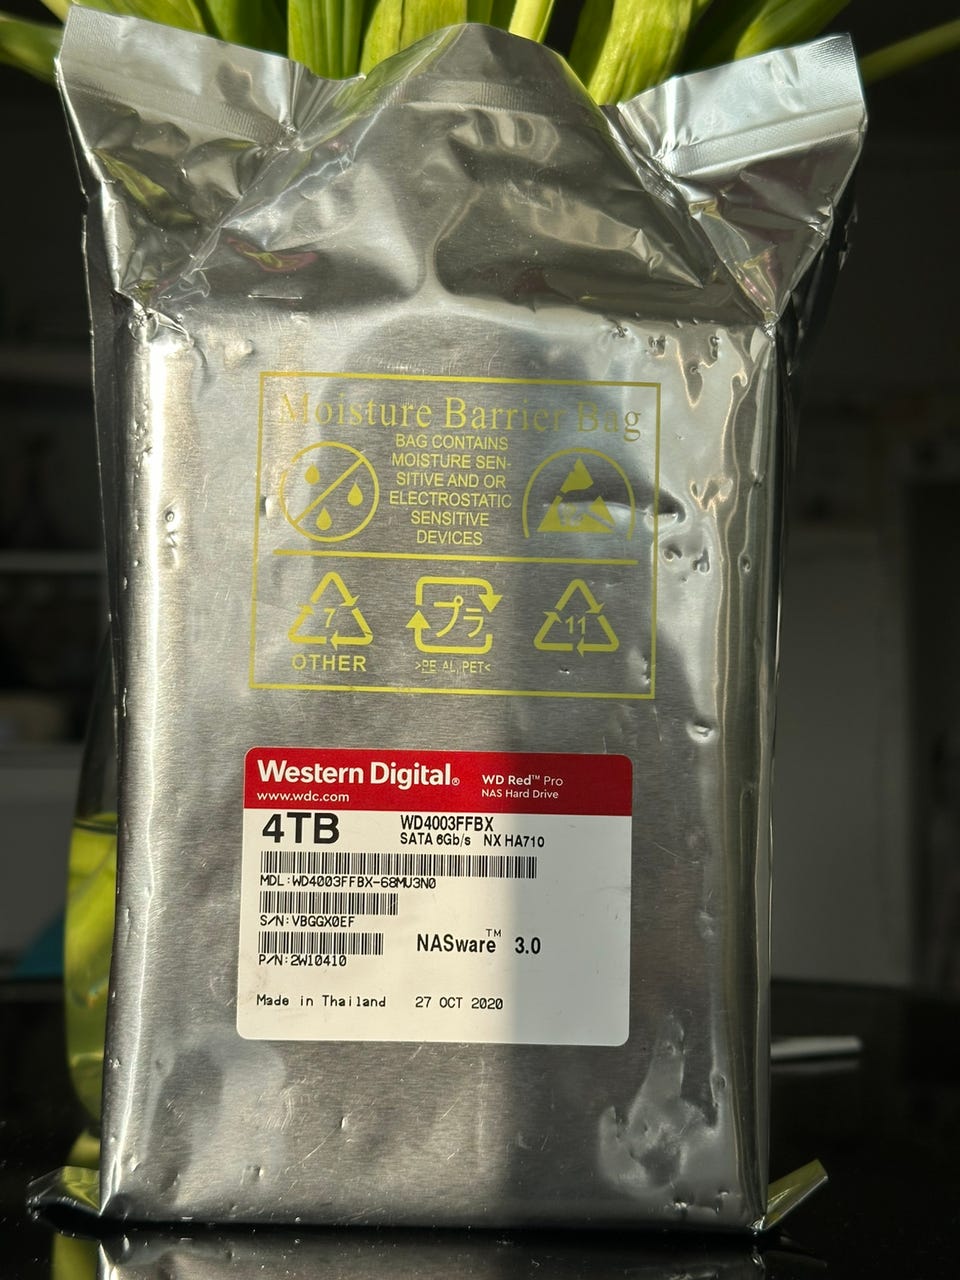 Moisture Barrier Bag
BAG CONTAINS
MOISTURE SEN-
SITIVE AND OR
ELECTROSTATIC
SENSITIVE
DEVICES
7
プラ
11
OTHER
>PE, AL, PET<
Western Digital®
www.wdc.com
WD Red™ Pro
NAS Hard Drive
4TB
WD4003FFBX
SATA 6Gb/s NX HA710
MDL:WD4003FFBX-68MU3N0
S/N:VBGGX0EF
P/N:2W10410
NASware™ 3.0
Made in Thailand 27 OCT 2020